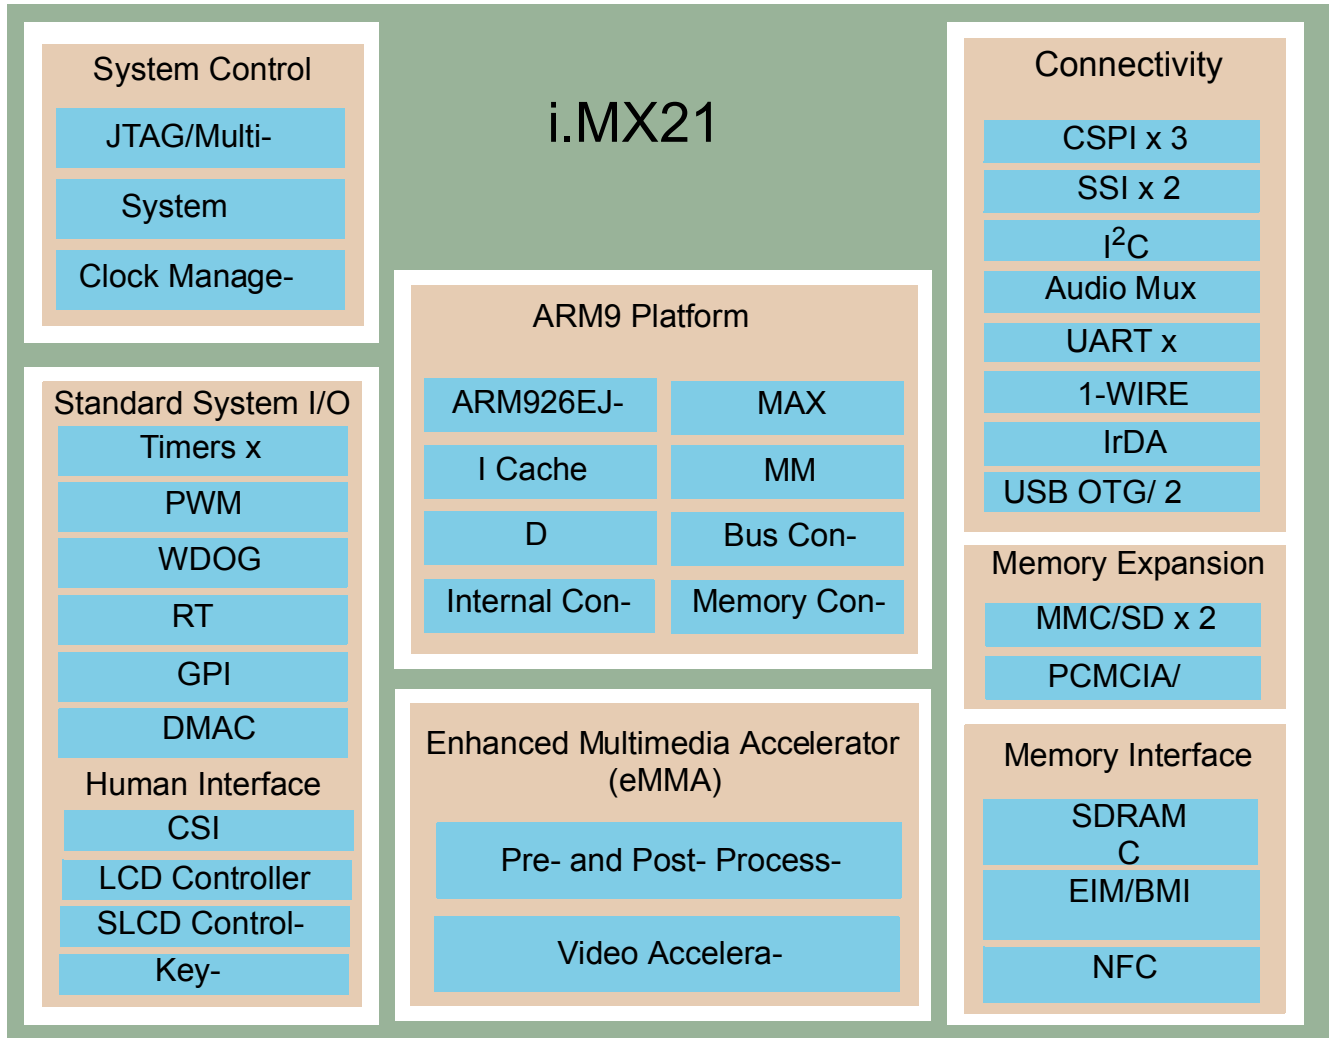 i.MX21
System Control
JTAG/Multi-
System
Clock Manage-
Standard System I/O
Timers x
PWM
WDOG
RT
GPI
DMAC
Human Interface
CSI
LCD Controller
SLCD Control-
Key-
ARM9 Platform
ARM926EJ-
MAX
I Cache
MM
D
Bus Con-
Internal Con-
Memory Con-
Enhanced Multimedia Accelerator
(eMMA)
Pre- and Post- Process-
Video Accelera-
Connectivity
CSPI x 3
SSI x 2
I²C
Audio Mux
UART x
1-WIRE
IrDA
USB OTG/ 2
Memory Expansion
MMC/SD x 2
PCMCIA/
Memory Interface
SDRAM
C
EIM/BMI
NFC